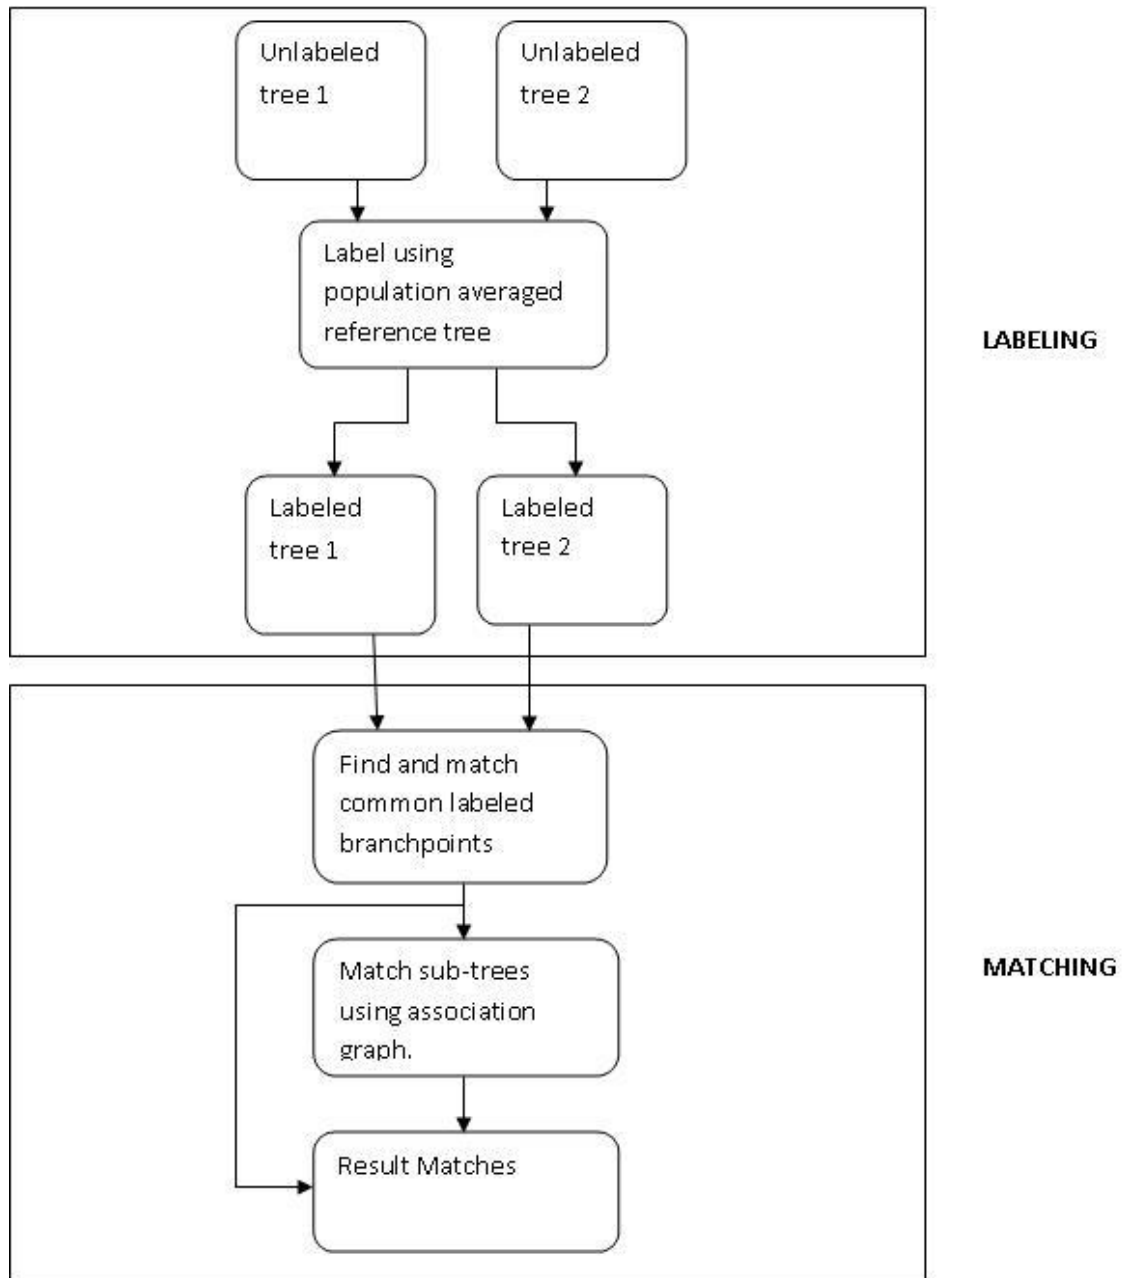 Unlabeled
tree 1
Unlabeled
tree 2
Label using
population averaged
reference tree
LABELING
Labeled
tree 1
Labeled
tree 2
Find and match
common labeled
branchpoints
Match sub-trees
using association
graph.
MATCHING
Result Matches